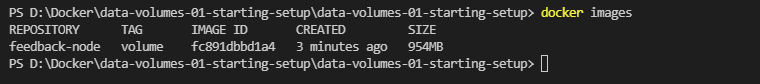 PS D:\Docker\data-volumes-01-starting-setup\data-volumes-01-starting-setup> docker images
REPOSITORY TAG IMAGE ID CREATED SIZE
feedback-node volume fc891dbbd1a4 3 minutes ago 954MB
PS D:\Docker\data-volumes-01-starting-setup\data-volumes-01-starting-setup>